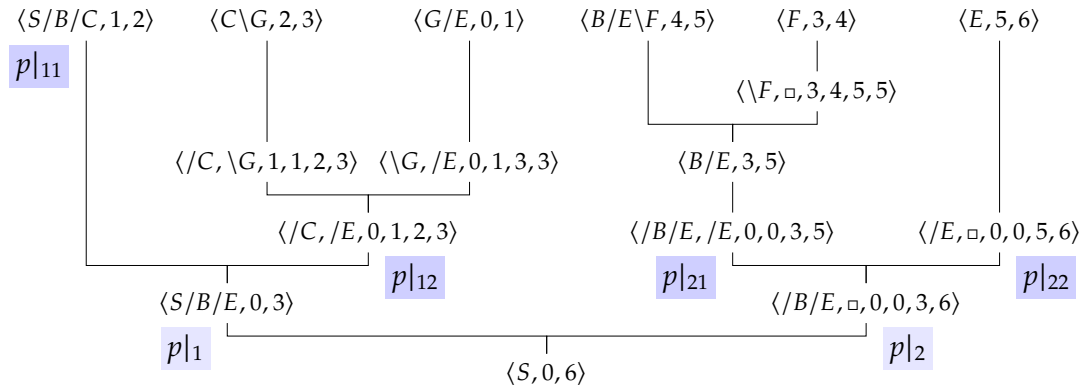 ⟨S/B/C, 1, 2⟩ ⟨C\G, 2, 3⟩ ⟨G/E, 0, 1⟩ ⟨B/E\F, 4, 5⟩ ⟨F, 3, 4⟩ ⟨E, 5, 6⟩
p|₁₁
⟨\F, □, 3, 4, 5, 5⟩
⟨/C, \G, 1, 1, 2, 3⟩ ⟨\G, /E, 0, 1, 3, 3⟩ ⟨B/E, 3, 5⟩
⟨/C, /E, 0, 1, 2, 3⟩ ⟨/B/E, /E, 0, 0, 3, 5⟩ ⟨/E, □, 0, 0, 5, 6⟩
p|₁₂ p|₂₁ p|₂₂
⟨S/B/E, 0, 3⟩ ⟨/B/E, □, 0, 0, 3, 6⟩
p|₁ p|₂
⟨S, 0, 6⟩